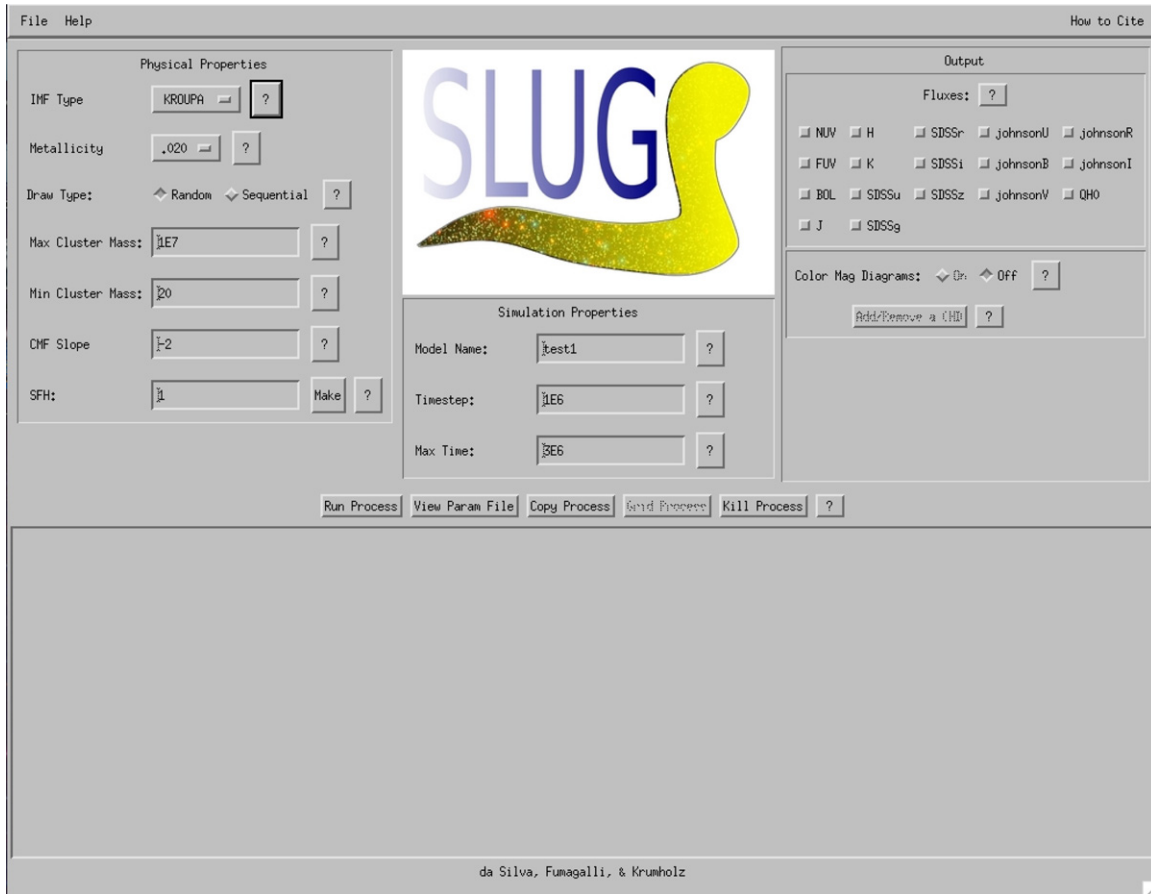 File Help How to Cite
Physical Properties
IMF Type KROUPA ?
Metallicity .020 ?
Draw Type: Random Sequential ?
Max Cluster Mass: 1E7 ?
Min Cluster Mass: 20 ?
CMF Slope -2 ?
SFH: 1 Make ?
SLUG
Simulation Properties
Model Name: test1 ?
Timestep: 1E6 ?
Max Time: 3E6 ?
Output
Fluxes: ?
NUV H SDSSr johnsonU johnsonR
FUV K SDSSi johnsonB johnsonI
BOL SDSSu SDSSz johnsonV QH0
J SDSSg
Color Mag Diagrams: On Off ?
Add/Remove a CMD ?
Run Process View Param File Copy Process Grid Process Kill Process ?
da Silva, Fumagalli, & Krumholz